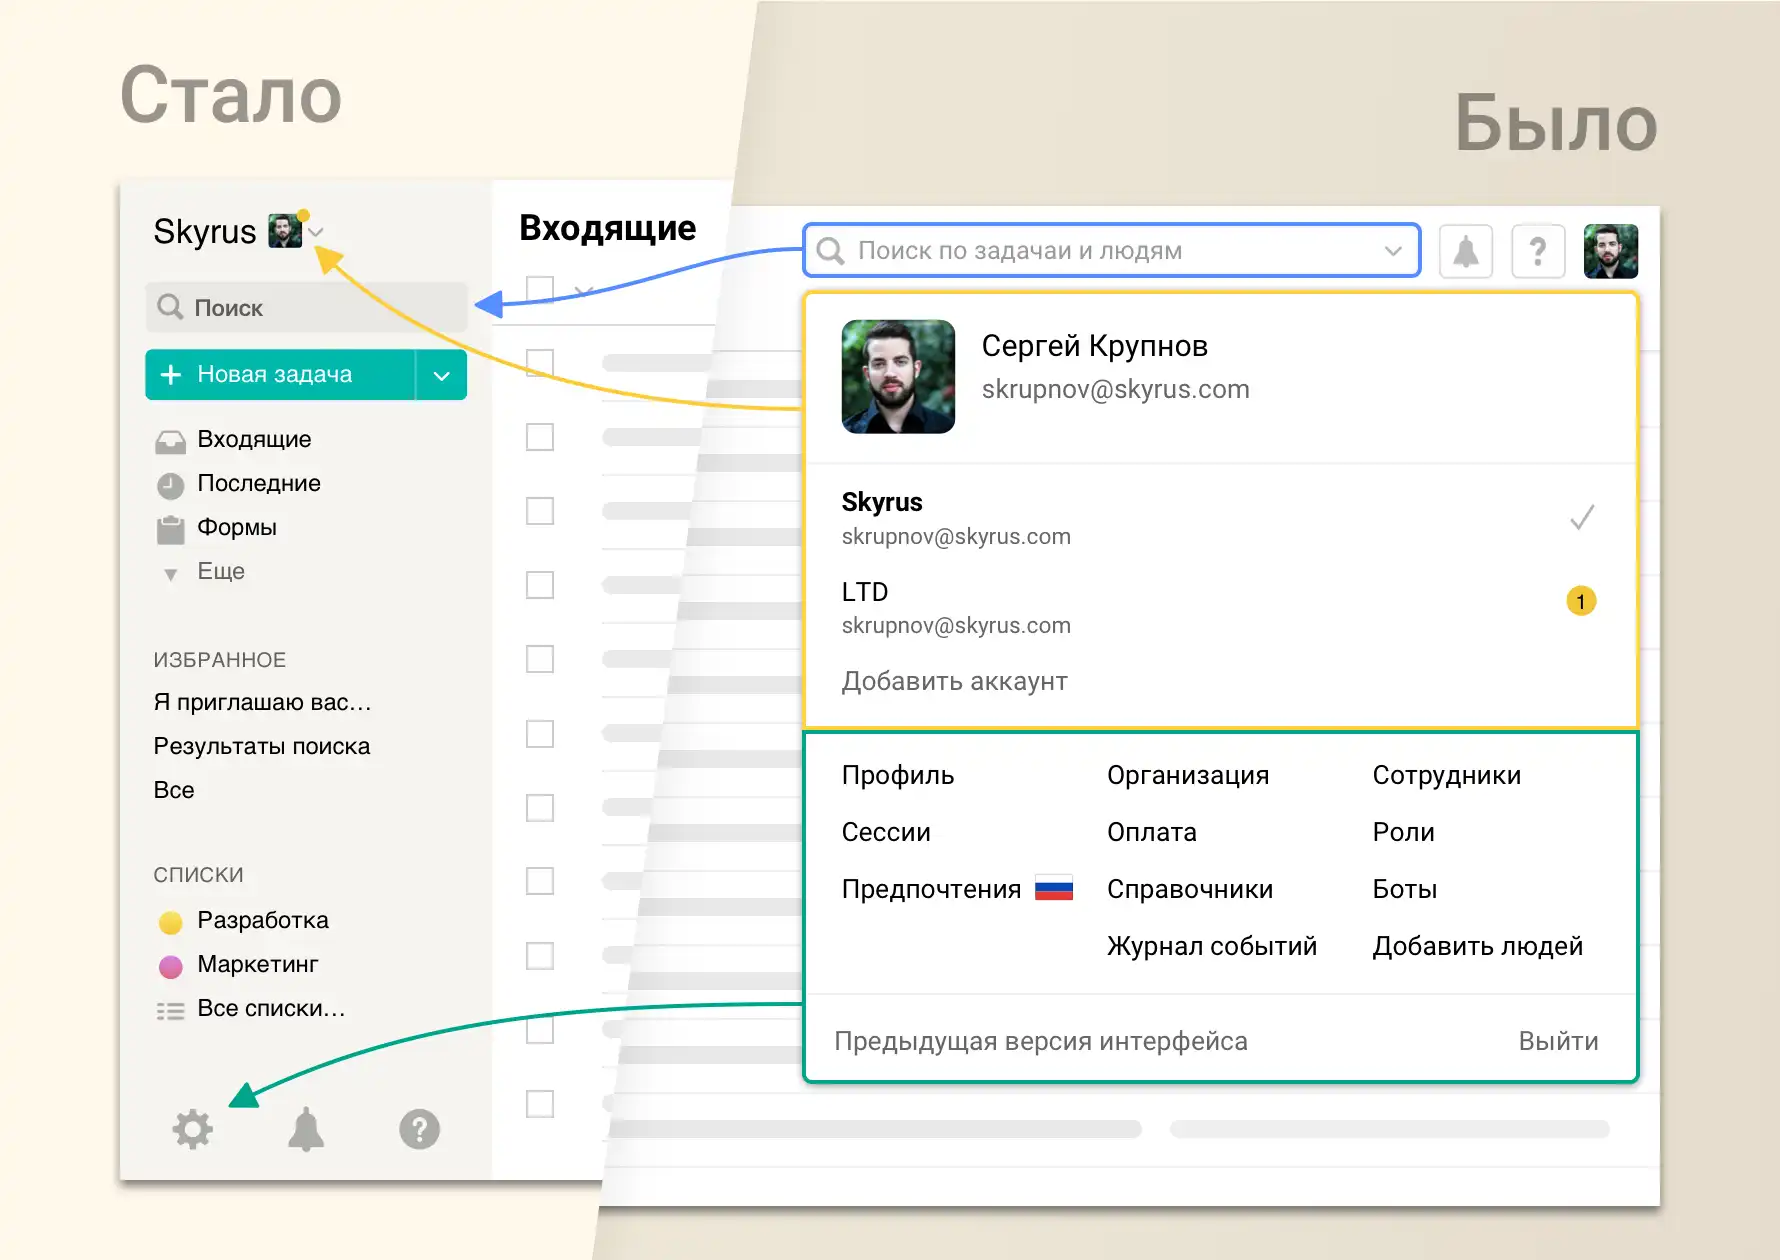 Стало
Было
Skyrus
Поиск
Новая задача
Входящие
Последние
Формы
Еще
ИЗБРАННОЕ
Я приглашаю вас...
Результаты поиска
Все
СПИСКИ
Разработка
Маркетинг
Все списки...
?
Входящие
Поиск по задачаи и людям
?
Сергей Крупнов
skrupnov@skyrus.com
Skyrus
skrupnov@skyrus.com
LTD
1
skrupnov@skyrus.com
Добавить аккаунт
Профиль Организация Сотрудники
Сессии Оплата Роли
Предпочтения Справочники Боты
Журнал событий Добавить людей
Предыдущая версия интерфейса Выйти